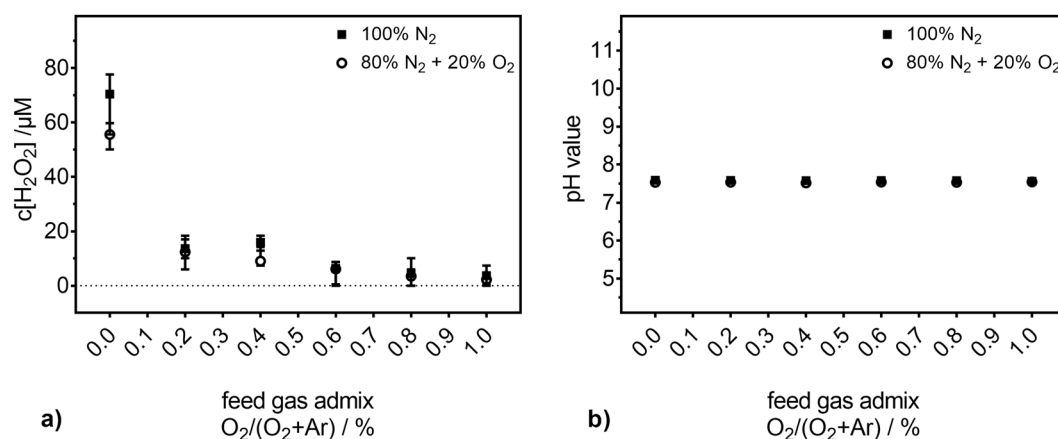 100% N₂
80% N₂ + 20% O₂
c[H₂O₂] /µM
80
60
40
20
0
0.0 0.1 0.2 0.3 0.4 0.5 0.6 0.7 0.8 0.9 1.0
feed gas admix
O₂/(O₂+Ar) / %
a)
100% N₂
80% N₂ + 20% O₂
pH value
11
10
9
8
7
6
5
0.0 0.1 0.2 0.3 0.4 0.5 0.6 0.7 0.8 0.9 1.0
feed gas admix
O₂/(O₂+Ar) / %
b)